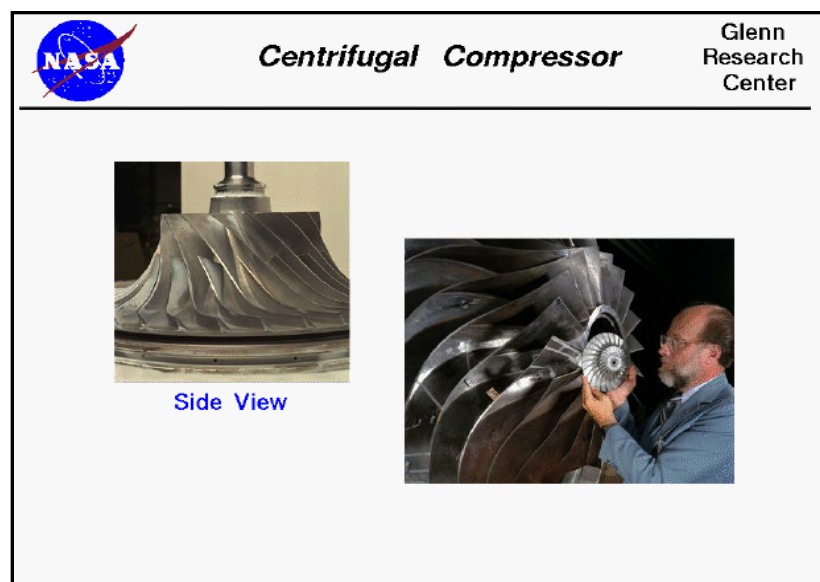 NASA
Centrifugal Compressor
Glenn
Research
Center
Side View